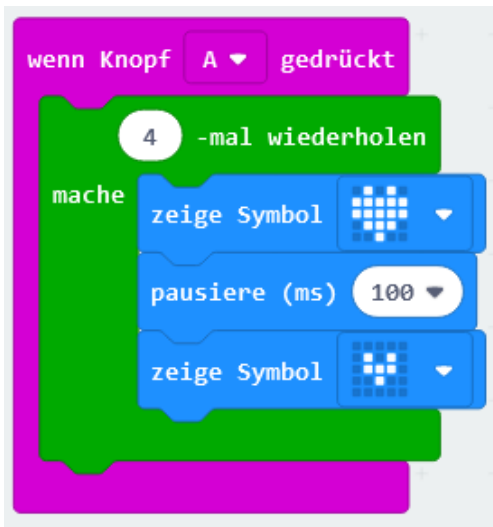 wenn Knopf A gedrückt
4 -mal wiederholen
mache
zeige Symbol
pausiere (ms) 100
zeige Symbol